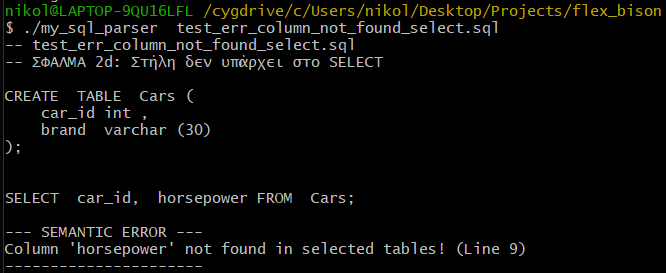 nikol@LAPTOP-9QU16LFL /cygdrive/c/Users/nikol/Desktop/Projects/flex_bison
$ ./my_sql_parser  test_err_column_not_found_select.sql
-- test_err_column_not_found_select.sql
-- ΣΦΑΛΜΑ 2d: Στήλη δεν υπάρχει στο SELECT

CREATE  TABLE  Cars (
    car_id int ,
    brand  varchar (30)
);


SELECT  car_id,  horsepower FROM  Cars;

--- SEMANTIC ERROR ---
Column 'horsepower' not found in selected tables! (Line 9)
----------------------